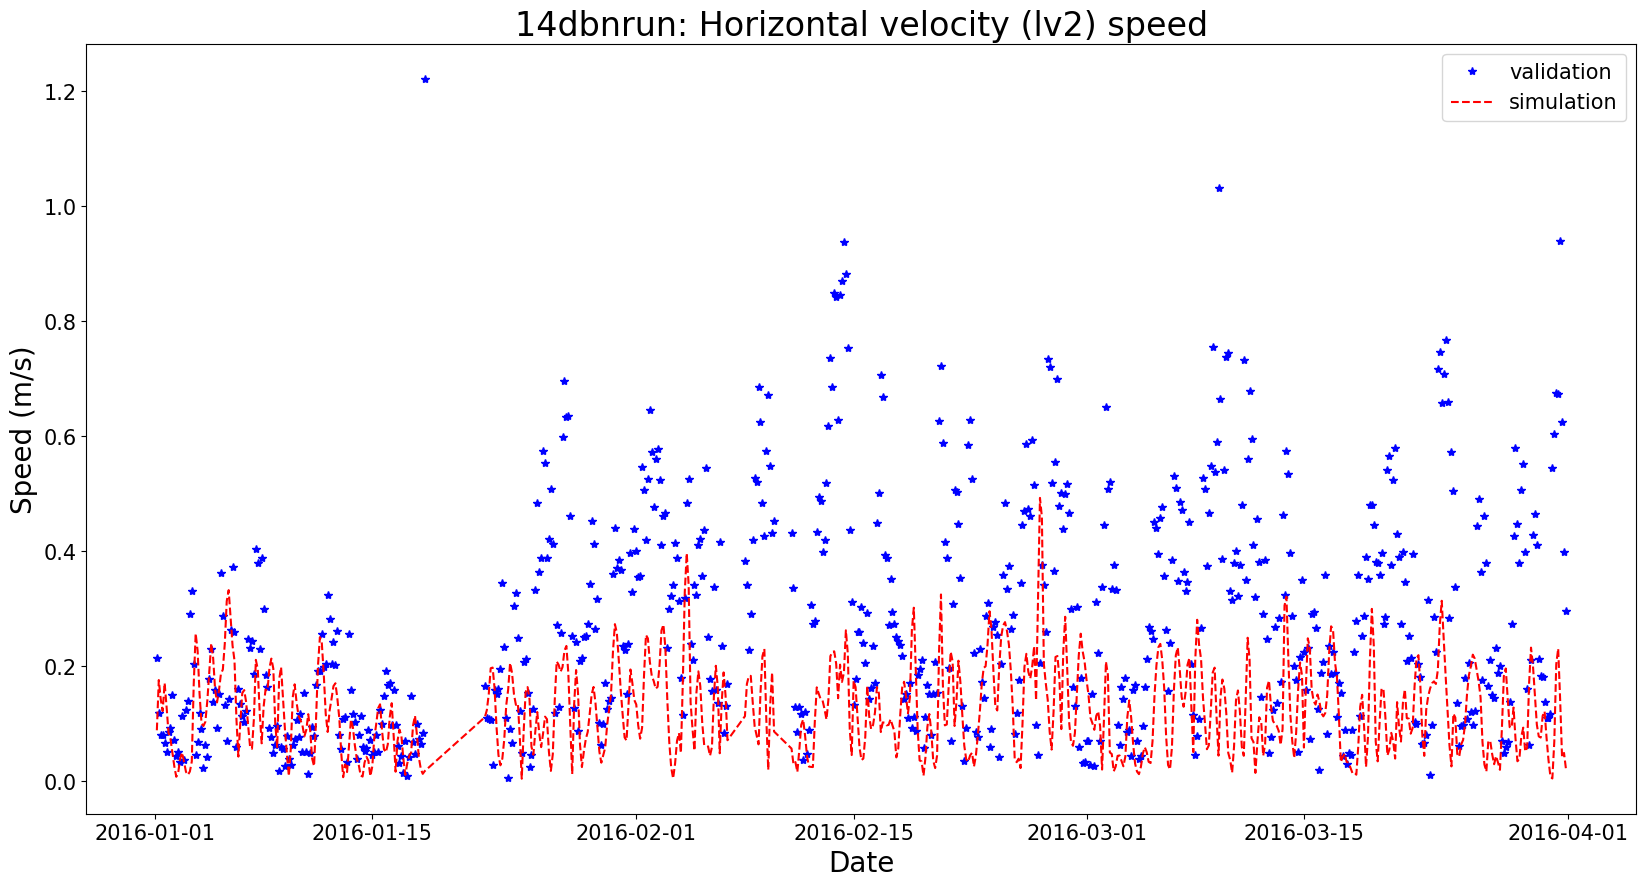 14dbnrun: Horizontal velocity (lv2) speed
validation
simulation
Speed (m/s)
1.2
1.0
0.8
0.6
0.4
0.2
0.0
2016-01-01 2016-01-15 2016-02-01 2016-02-15 2016-03-01 2016-03-15 2016-04-01
Date